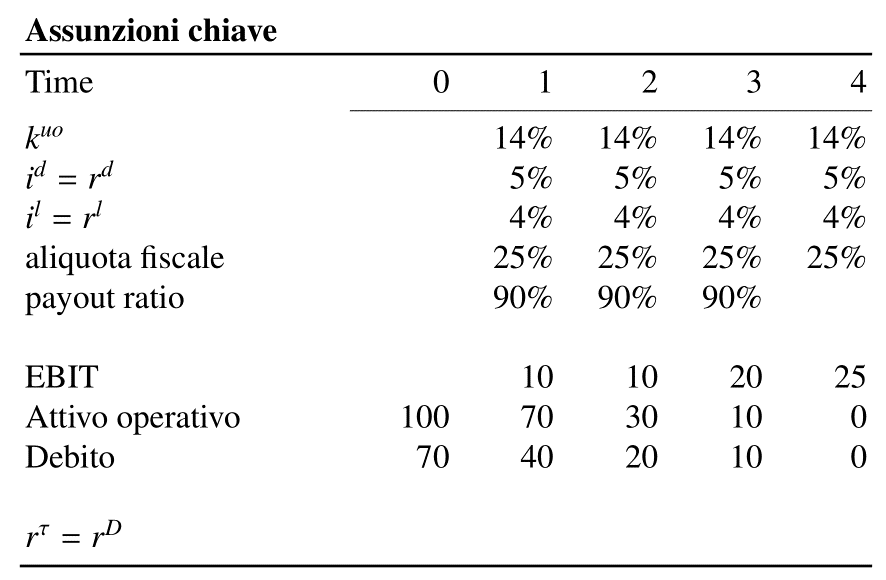 Assunzioni chiave
Time 0 1 2 3 4
k^{uo} 14% 14% 14% 14%
i^d = r^d 5% 5% 5% 5%
i^l = r^l 4% 4% 4% 4%
aliquota fiscale 25% 25% 25% 25%
payout ratio 90% 90% 90%
EBIT 10 10 20 25
Attivo operativo 100 70 30 10 0
Debito 70 40 20 10 0
r^τ = r^D